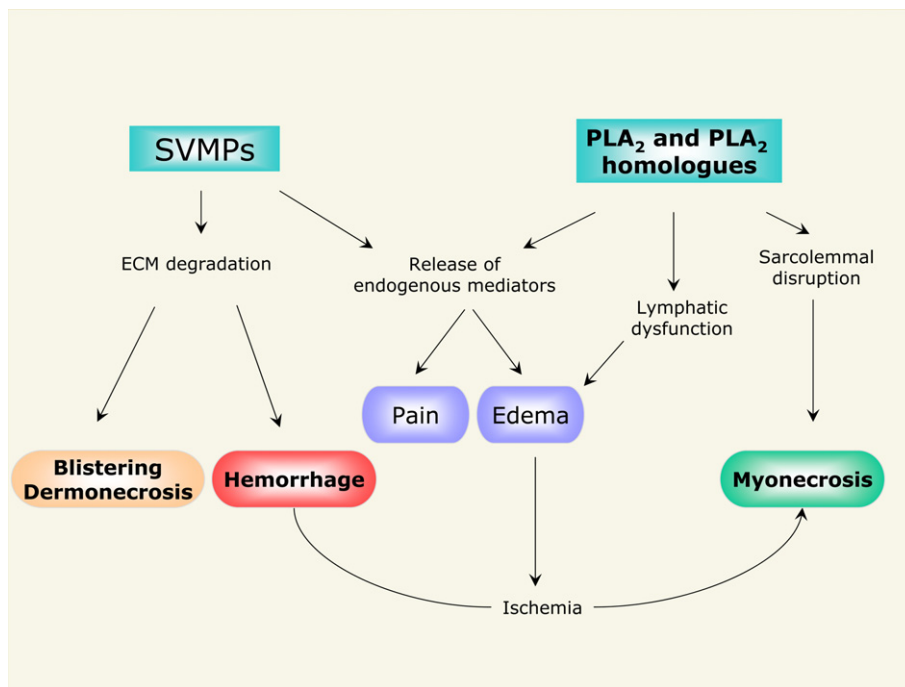 SVMPs
PLA₂ and PLA₂
homologues
ECM degradation
Release of
endogenous mediators
Sarcolemmal
disruption
Lymphatic
dysfunction
Pain
Edema
Blistering
Dermonecrosis
Hemorrhage
Myonecrosis
Ischemia